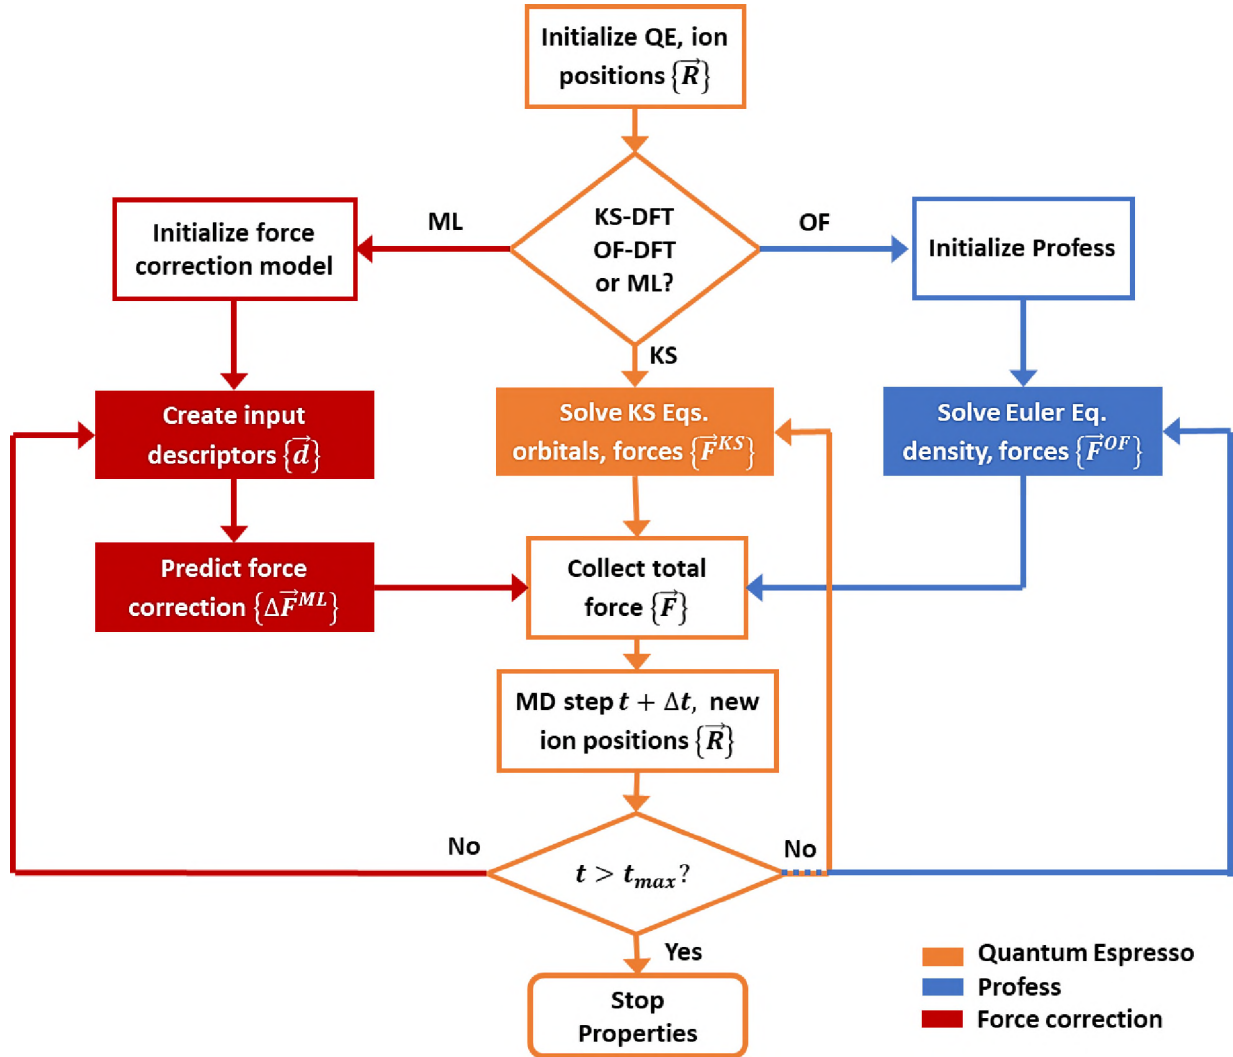 Initialize QE, ion
positions {R⃗}
ML
KS-DFT
OF-DFT
or ML?
OF
Initialize force
correction model
Initialize Profess
KS
Create input
descriptors {d⃗}
Solve KS Eqs.
orbitals, forces {F⃗^KS}
Solve Euler Eq.
density, forces {F⃗^OF}
Predict force
correction {ΔF⃗^ML}
Collect total
force {F⃗}
MD step t + Δt, new
ion positions {R⃗}
No
t > t_max?
No
Yes
Stop
Properties
Quantum Espresso
Profess
Force correction